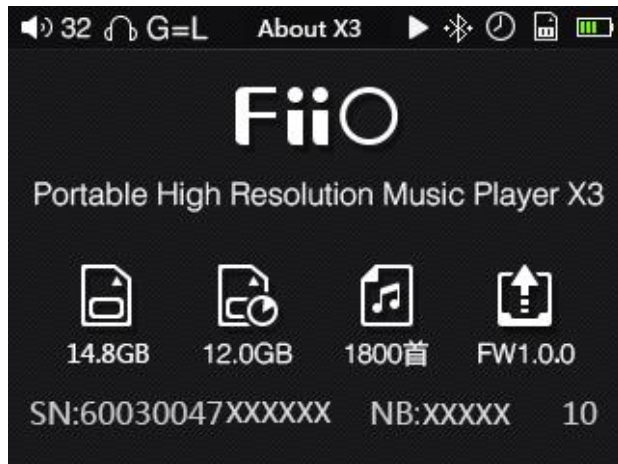 32 G=L About X3
FiiO
Portable High Resolution Music Player X3
14.8GB 12.0GB 1800首 FW1.0.0
SN:60030047XXXXXX NB:XXXXX 10